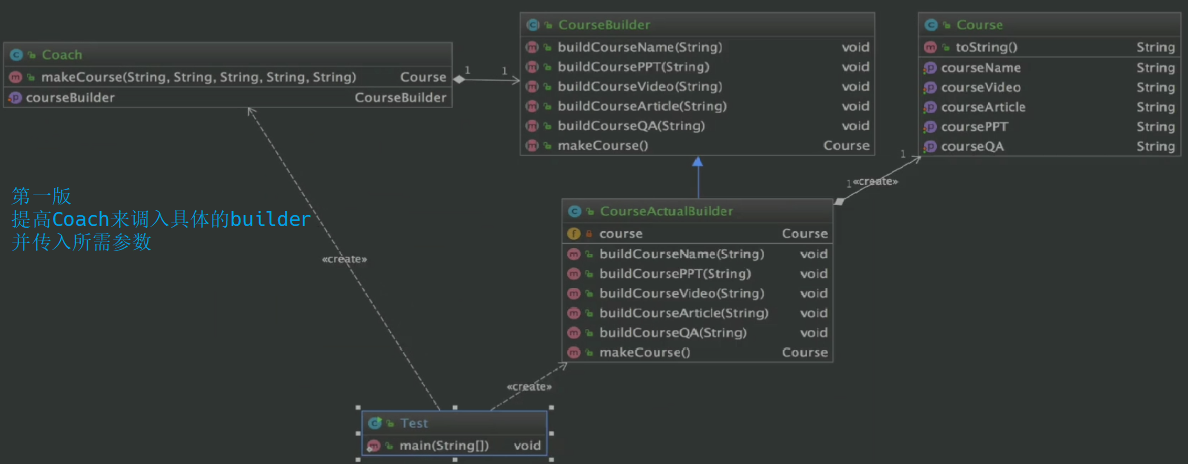 Coach
makeCourse(String, String, String, String, String) Course
courseBuilder CourseBuilder
1 1
CourseBuilder
buildCourseName(String) void
buildCoursePPT(String) void
buildCourseVideo(String) void
buildCourseArticle(String) void
buildCourseQA(String) void
makeCourse() Course
Course
toString() String
courseName String
courseVideo String
courseArticle String
coursePPT String
courseQA String
1
1 «create»
第一版
提高Coach来调入具体的builder
并传入所需参数
«create»
CourseActualBuilder
course Course
buildCourseName(String) void
buildCoursePPT(String) void
buildCourseVideo(String) void
buildCourseArticle(String) void
buildCourseQA(String) void
makeCourse() Course
«create»
Test
main(String[]) void